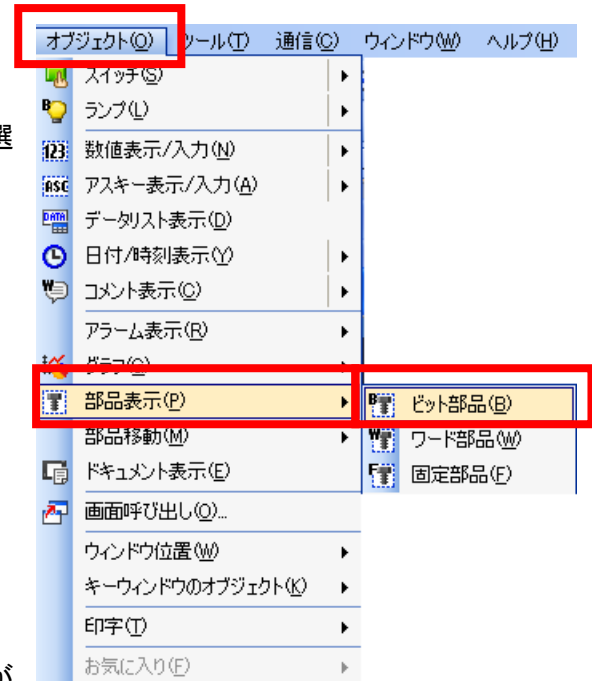 オブジェクト(O) ツール(T) 通信(C) ウィンドウ(W) ヘルプ(H)
スイッチ(S)
ランプ(L)
選
数値表示/入力(N)
アスキー表示/入力(A)
データリスト表示(D)
日付/時刻表示(Y)
コメント表示(C)
アラーム表示(R)
グラフ(G)
部品表示(P) ビット部品(B)
部品移動(M) ワード部品(W)
ドキュメント表示(E) 固定部品(F)
画面呼び出し(O)...
ウィンドウ位置(W)
キーウィンドウのオブジェクト(K)
印字(T)
お気に入り(F)
が